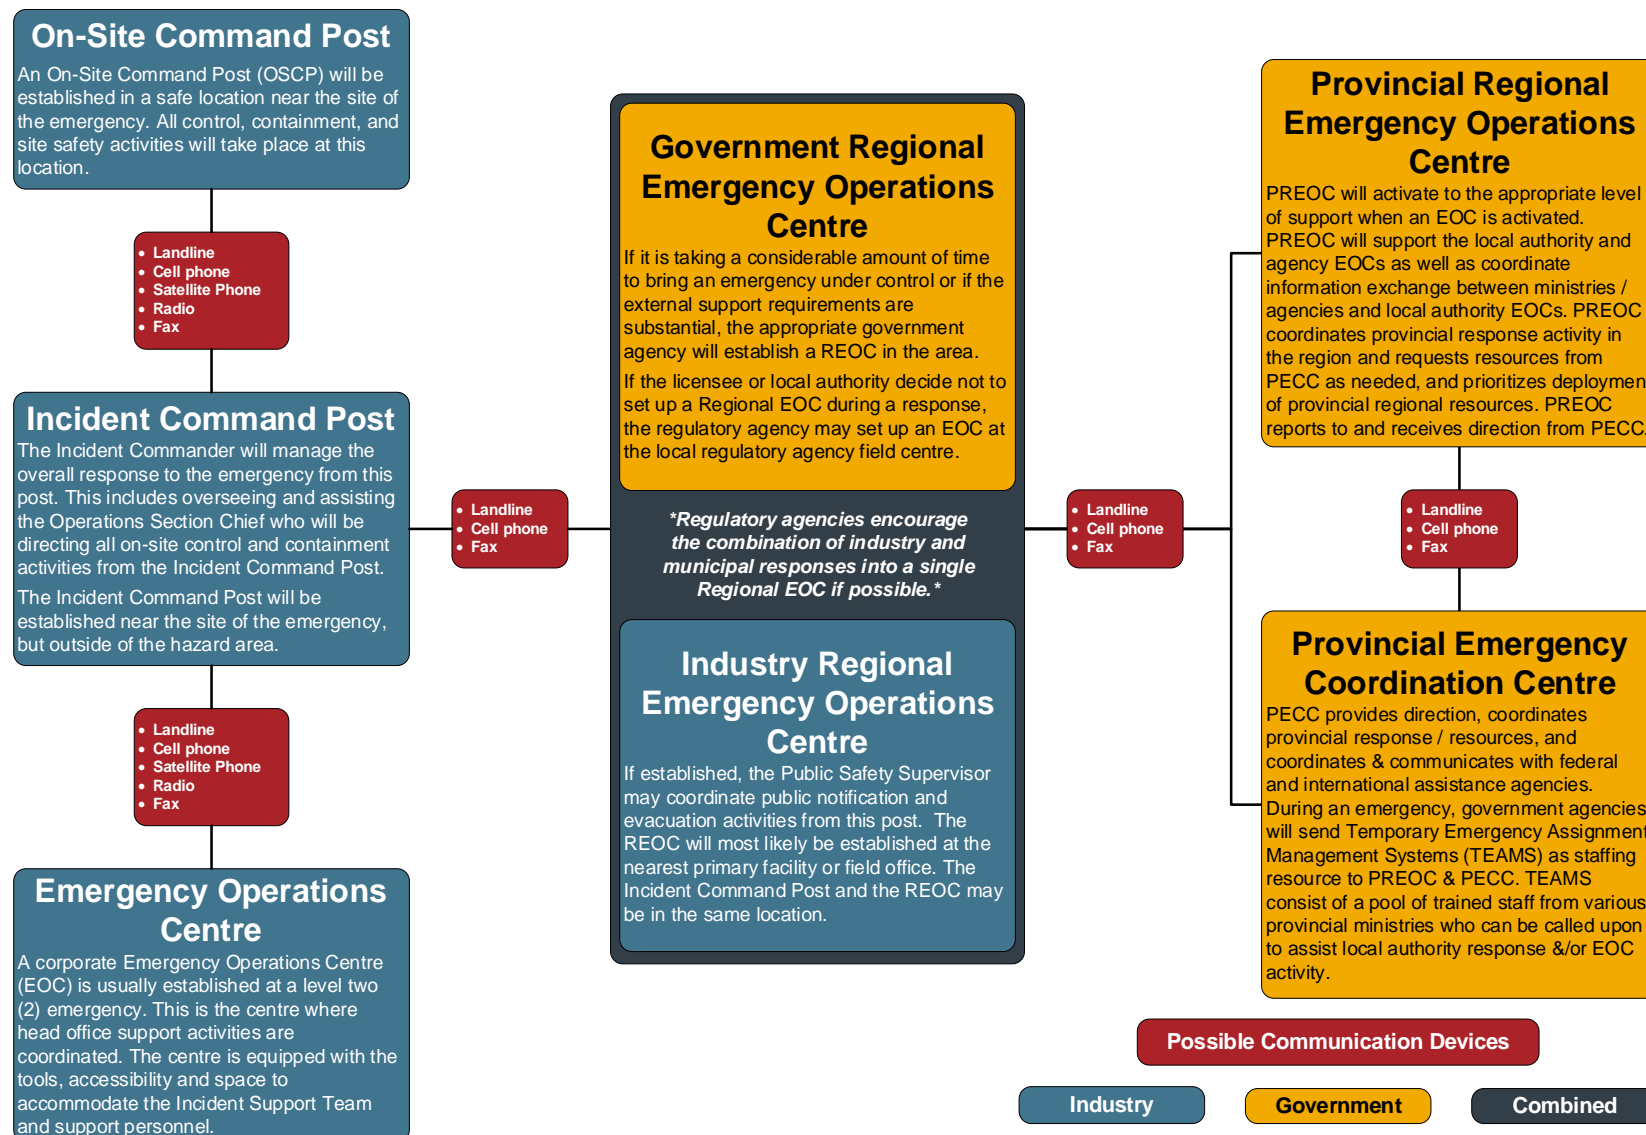 On-Site Command Post
An On-Site Command Post (OSCP) will be
established in a safe location near the site of
the emergency. All control, containment, and
site safety activities will take place at this
location.
• Landline
• Cell phone
• Satellite Phone
• Radio
• Fax
Incident Command Post
The Incident Commander will manage the
overall response to the emergency from this
post. This includes overseeing and assisting
the Operations Section Chief who will be
directing all on-site control and containment
activities from the Incident Command Post.
The Incident Command Post will be
established near the site of the emergency,
but outside of the hazard area.
• Landline
• Cell phone
• Satellite Phone
• Radio
• Fax
Emergency Operations
Centre
A corporate Emergency Operations Centre
(EOC) is usually established at a level two
(2) emergency. This is the centre where
head office support activities are
coordinated. The centre is equipped with the
tools, accessibility and space to
accommodate the Incident Support Team
and support personnel.
• Landline
• Cell phone
• Fax
Government Regional
Emergency Operations
Centre
If it is taking a considerable amount of time
to bring an emergency under control or if the
external support requirements are
substantial, the appropriate government
agency will establish a REOC in the area.
If the licensee or local authority decide not to
set up a Regional EOC during a response,
the regulatory agency may set up an EOC at
the local regulatory agency field centre.
*Regulatory agencies encourage
the combination of industry and
municipal responses into a single
Regional EOC if possible.*
Industry Regional
Emergency Operations
Centre
If established, the Public Safety Supervisor
may coordinate public notification and
evacuation activities from this post. The
REOC will most likely be established at the
nearest primary facility or field office. The
Incident Command Post and the REOC may
be in the same location.
• Landline
• Cell phone
• Fax
Provincial Regional
Emergency Operations
Centre
PREOC will activate to the appropriate level
of support when an EOC is activated.
PREOC will support the local authority and
agency EOCs as well as coordinate
information exchange between ministries /
agencies and local authority EOCs. PREOC
coordinates provincial response activity in
the region and requests resources from
PECC as needed, and prioritizes deploymen
of provincial regional resources. PREOC
reports to and receives direction from PECC.
• Landline
• Cell phone
• Fax
Provincial Emergency
Coordination Centre
PECC provides direction, coordinates
provincial response / resources, and
coordinates & communicates with federal
and international assistance agencies.
During an emergency, government agencies
will send Temporary Emergency Assignment
Management Systems (TEAMS) as staffing
resource to PREOC & PECC. TEAMS
consist of a pool of trained staff from various
provincial ministries who can be called upon
to assist local authority response &/or EOC
activity.
Possible Communication Devices
Industry
Government
Combined